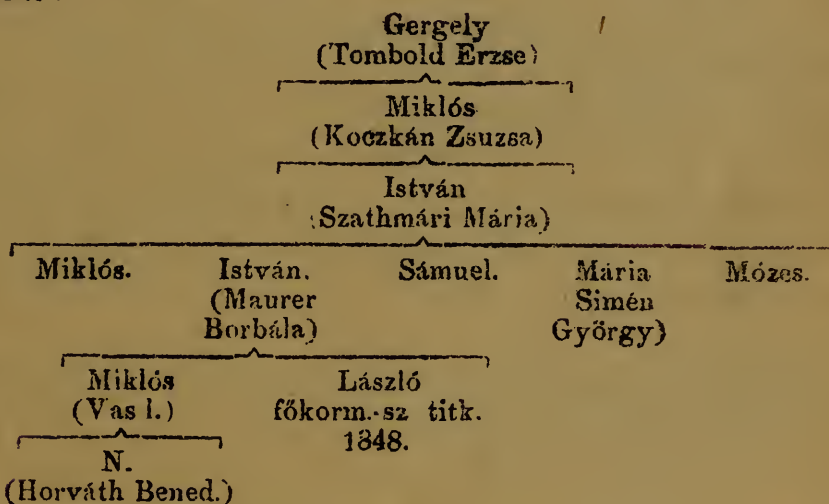 Gergely
(Tombold Erzse)
Miklós
(Koczkán Zsuzsa)
István
(Szathmári Mária)
Miklós. István. Sámuel. Mária Mózes.
(Maurer Simén
Borbála) György)
Miklós László
(Vas l.) főkorm.-sz titk.
N. 1848.
(Horváth Bened.)